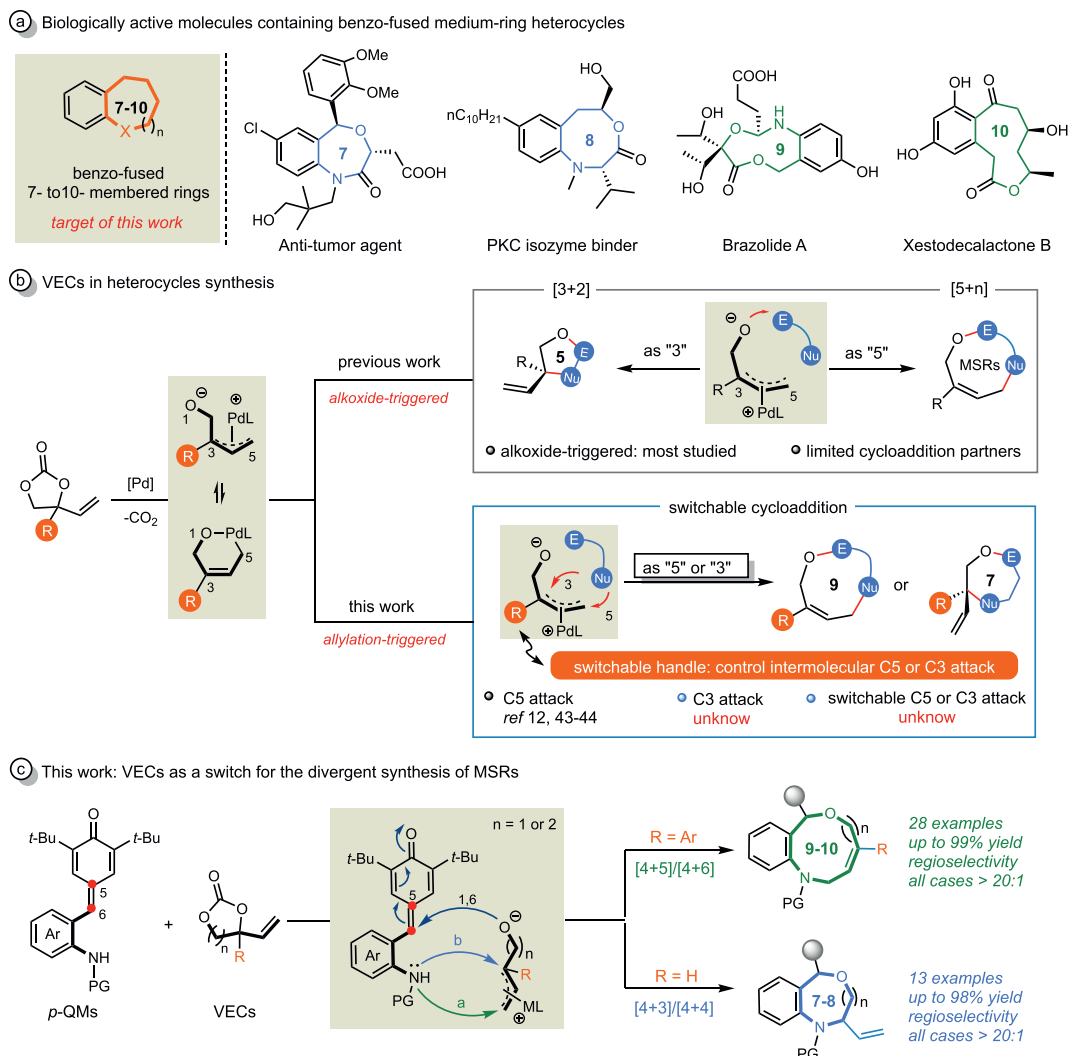 a Biologically active molecules containing benzo-fused medium-ring heterocycles
7-10
X
( )n
benzo-fused
7- to10- membered rings
target of this work
OMe
OMe
Cl
O
7
N
O
COOH
HO
Anti-tumor agent
HO
nC10H21
8
O
O
N
PKC isozyme binder
COOH
OH
O
H
N
9
O
O
HO
OH
Brazolide A
OH
O
10
OH
HO
O
O
Xestodecalactone B
b VECs in heterocycles synthesis
O
O
O
R
[Pd]
-CO2
⊖
O
1
⊕
PdL
R
3
5
1
O
PdL
5
3
R
previous work
alkoxide-triggered
this work
allylation-triggered
[3+2]
[5+n]
O
5
E
R
Nu
as "3"
⊖
O
E
Nu
R
3
5
⊕
PdL
as "5"
O
E
MSRs
Nu
R
alkoxide-triggered: most studied
limited cycloaddition partners
switchable cycloaddition
⊖
O
E
Nu
3
R
5
⊕PdL
as "5" or "3"
O
E
9
Nu
R
or
O
E
7
R
Nu
switchable handle: control intermolecular C5 or C3 attack
C5 attack
ref 12, 43-44
C3 attack
unknow
switchable C5 or C3 attack
unknow
c This work: VECs as a switch for the divergent synthesis of MSRs
O
t-Bu
t-Bu
5
6
Ar
NH
PG
p-QMs
+
O
O
O
( )n
R
VECs
n = 1 or 2
O
t-Bu
t-Bu
5
1,6
⊖
O
( )n
Ar
b
R
NH
PG
a
ML
⊕
R = Ar
[4+5]/[4+6]
O
( )n
9-10
R
N
PG
28 examples
up to 99% yield
regioselectivity
all cases > 20:1
R = H
[4+3]/[4+4]
O
7-8
( )n
N
PG
13 examples
up to 98% yield
regioselectivity
all cases > 20:1